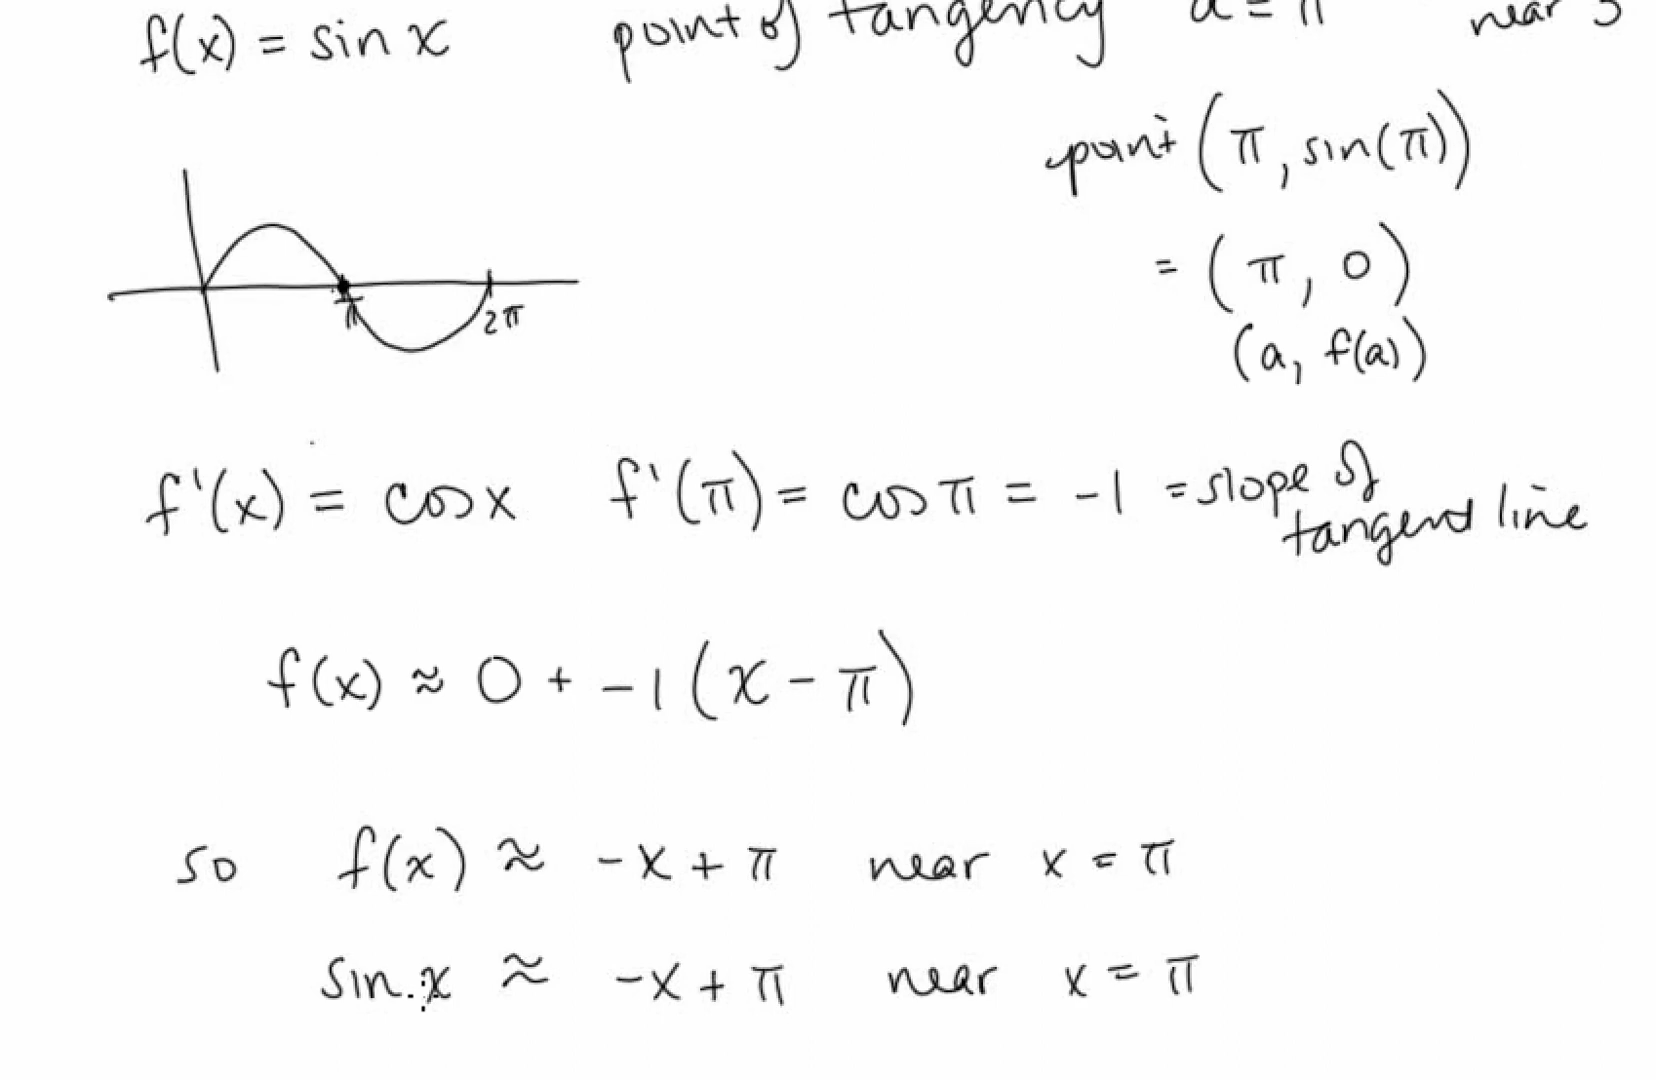 f(x) = sin x point of tangency a = π near 3
point (π, sin(π))
= (π, 0)
(a, f(a))
π 2π
f'(x) = cos x f'(π) = cos π = -1 = slope of
tangent line
f(x) ≈ 0 + -1(x - π)
so f(x) ≈ -x + π near x = π
sin x ≈ -x + π near x = π